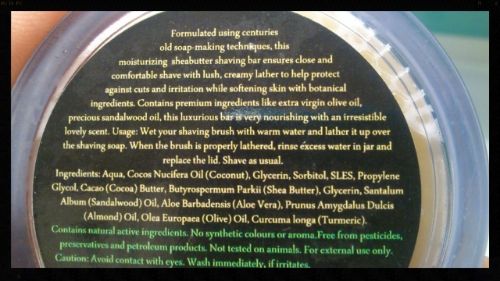 Formulated using centuries
old soap-making techniques, this
moisturizing sheabutter shaving bar ensures close and
comfortable shave with lush, creamy lather to help protect
against cuts and irritation while softening skin with botanical
ingredients. Contains premium ingredients like extra virgin olive oil,
precious sandalwood oil, this luxurious bar is very nourishing with an irresistible
lovely scent. Usage: Wet your shaving brush with warm water and lather it up over
the shaving soap. When the brush is properly lathered, rinse excess water in jar and
replace the lid. Shave as usual.
Ingredients: Aqua, Cocos Nucifera Oil (Coconut), Glycerin, Sorbitol, SLES, Propylene
Glycol, Cacao (Cocoa) Butter, Butyrospermum Parkii (Shea Butter), Glycerin, Santalum
Album (Sandalwood) Oil, Aloe Barbadensis (Aloe Vera), Prunus Amygdalus Dulcis
(Almond) Oil, Olea Europaea (Olive) Oil, Curcuma longa (Turmeric).
Contains natural active ingredients. No synthetic colours or aroma.Free from pesticides,
preservatives and petroleum products. Not tested on animals. For external use only.
Caution: Avoid contact with eyes. Wash immediately, if irritates.